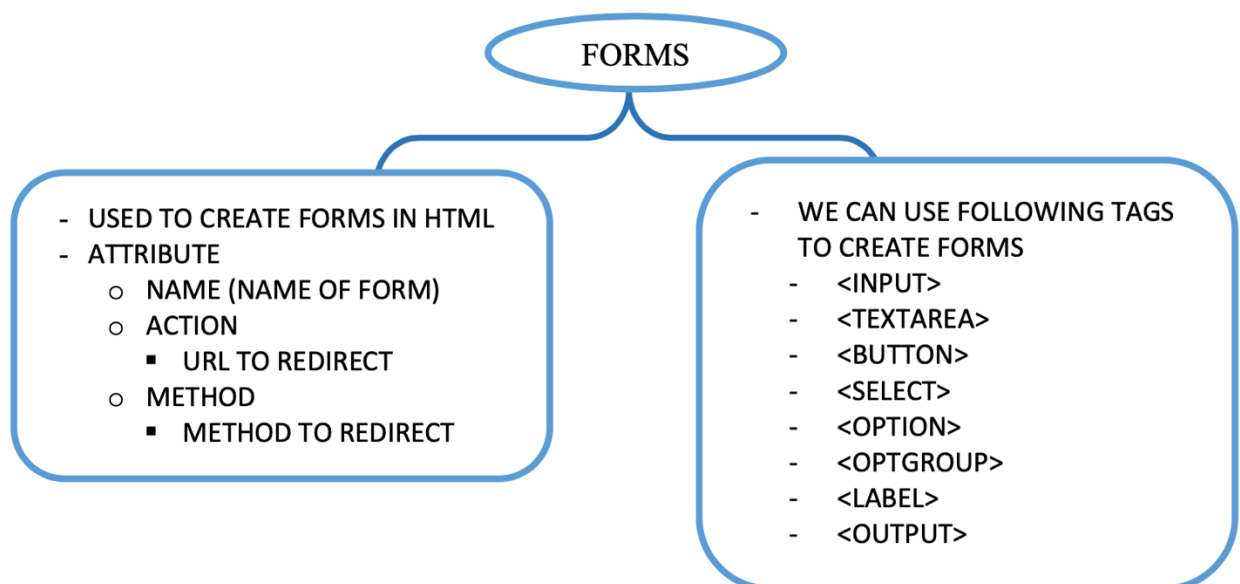 FORMS
- USED TO CREATE FORMS IN HTML
- ATTRIBUTE
o NAME (NAME OF FORM)
o ACTION
▪ URL TO REDIRECT
o METHOD
▪ METHOD TO REDIRECT
- WE CAN USE FOLLOWING TAGS
TO CREATE FORMS
- <INPUT>
- <TEXTAREA>
- <BUTTON>
- <SELECT>
- <OPTION>
- <OPTGROUP>
- <LABEL>
- <OUTPUT>